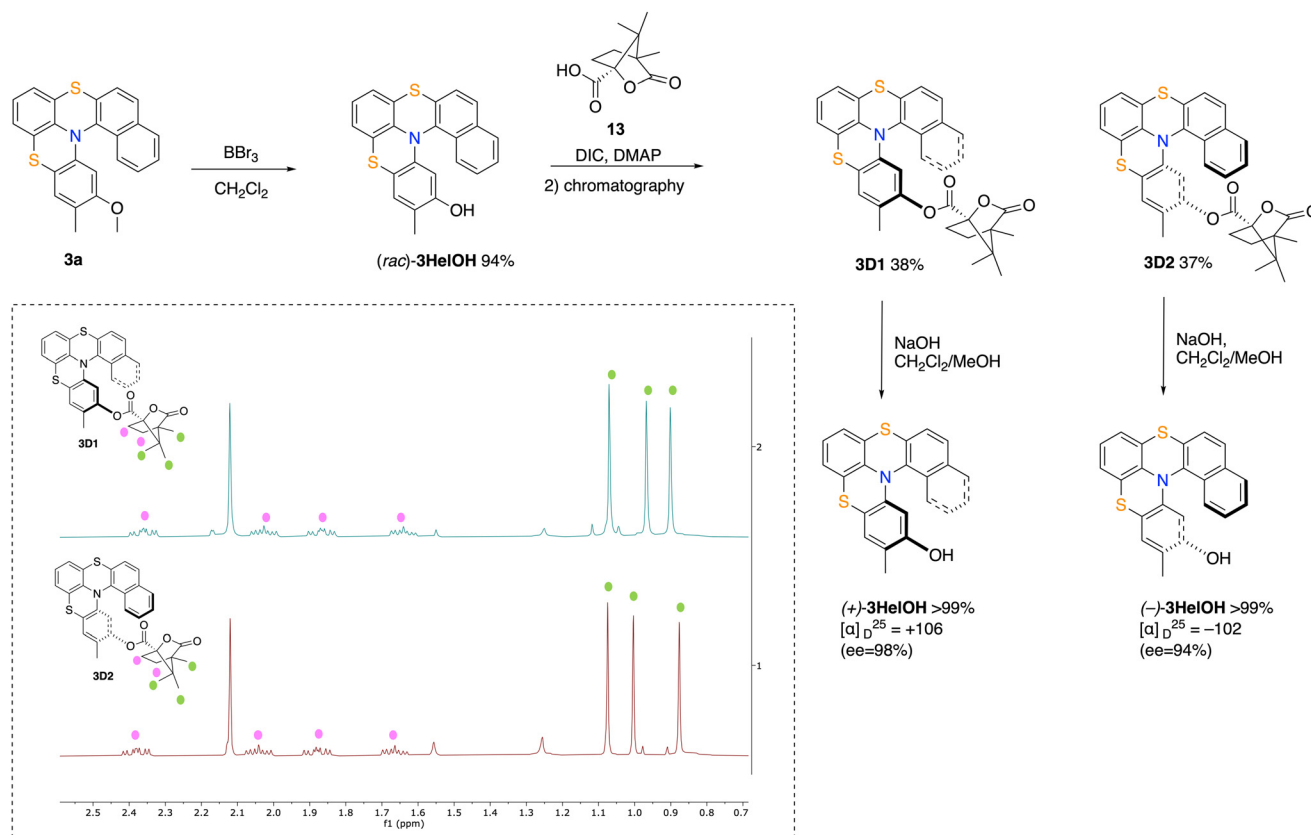 S
N
S
O
3a
BBr3
CH2Cl2
S
N
S
OH
(rac)-3HelOH 94%
HO
O
O
O
13
DIC, DMAP
2) chromatography
S
N
S
O
O
O
O
3D1 38%
S
N
S
O
O
O
O
3D2 37%
NaOH
CH2Cl2/MeOH
NaOH,
CH2Cl2/MeOH
S
N
S
OH
(+)-3HelOH >99%
[α]D25 = +106
(ee=98%)
S
N
S
OH
(–)-3HelOH >99%
[α]D25 = –102
(ee=94%)
S
N
S
O
O
O
O
3D1
2
S
N
S
O
O
O
O
3D2
1
2.5 2.4 2.3 2.2 2.1 2.0 1.9 1.8 1.7 1.6 1.5 1.4 1.3 1.2 1.1 1.0 0.9 0.8 0.7
f1 (ppm)